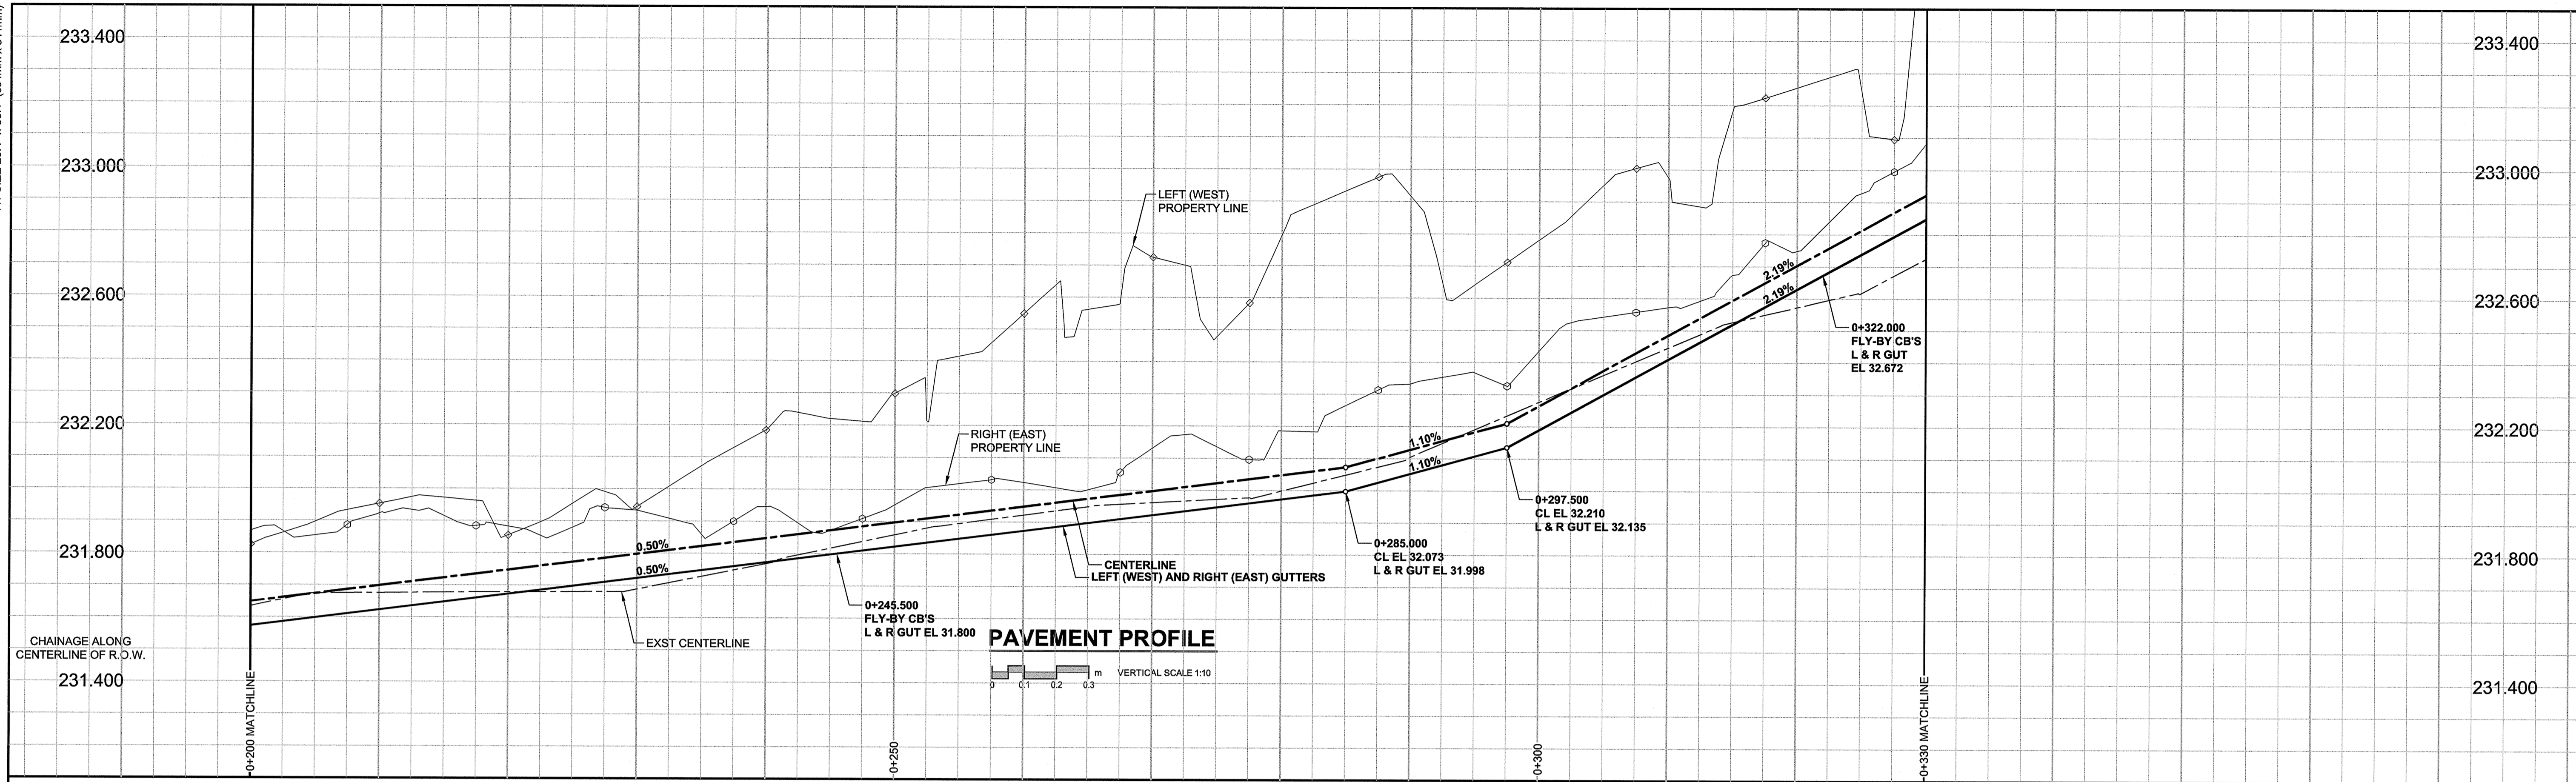 233.400
233.400
233.000
233.000
LEFT (WEST)
PROPERTY LINE
232.600
232.600
2.19%
2.19%
0+322.000
FLY-BY CB'S
L & R GUT
EL 32.672
232.200
232.200
RIGHT (EAST)
PROPERTY LINE
1.10%
1.10%
0+297.500
CL EL 32.210
L & R GUT EL 32.135
231.800
231.800
0.50%
0.50%
0+285.000
CL EL 32.073
L & R GUT EL 31.998
CENTERLINE
LEFT (WEST) AND RIGHT (EAST) GUTTERS
0+245.500
FLY-BY CB'S
L & R GUT EL 31.800
EXST CENTERLINE
CHAINAGE ALONG
CENTERLINE OF R.O.W.
PAVEMENT PROFILE
0 0.1 0.2 0.3 m VERTICAL SCALE 1:10
231.400
231.400
0+200 MATCHLINE
0+250
0+300
0+330 MATCHLINE